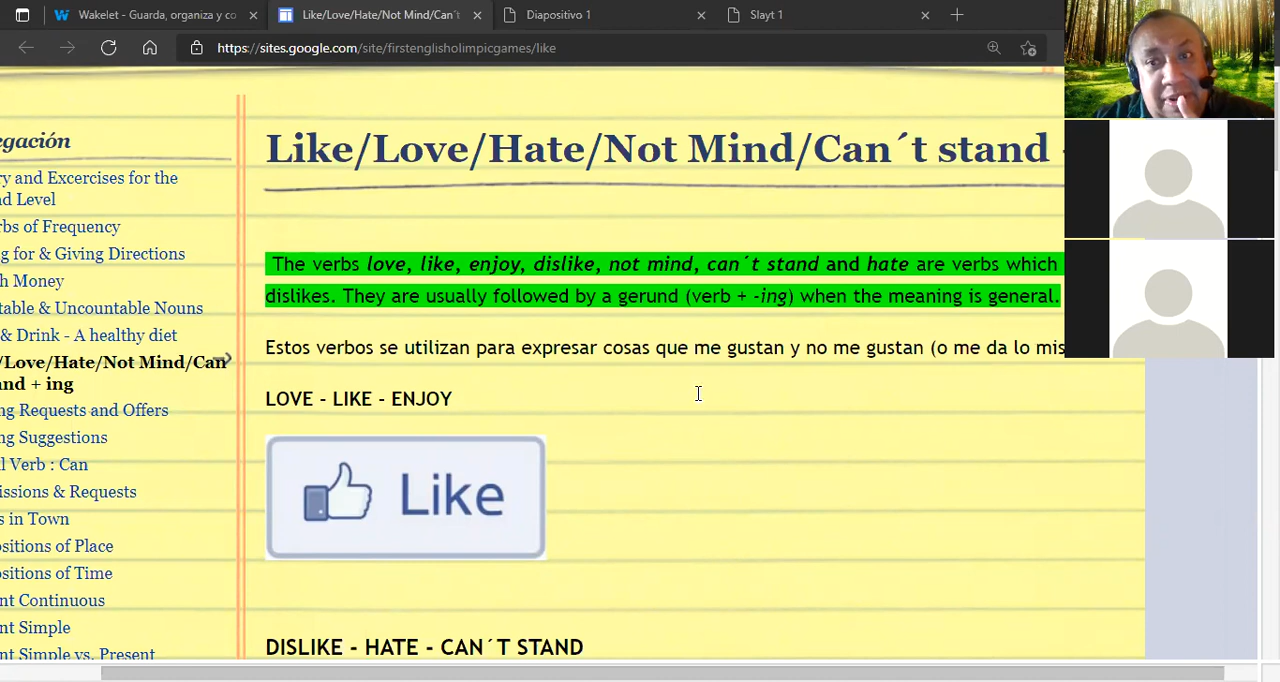 Wakelet - Guarda, organiza y co
Like/Love/Hate/Not Mind/Can´t
Diapositivo 1
Slayt 1
https://sites.google.com/site/firstenglisholimpicgames/like
egación
ry and Excercises for the
nd Level
rbs of Frequency
ng for & Giving Directions
h Money
table & Uncountable Nouns
& Drink - A healthy diet
/Love/Hate/Not Mind/Can
and + ing
ng Requests and Offers
ng Suggestions
l Verb : Can
issions & Requests
s in Town
ositions of Place
ositions of Time
nt Continuous
nt Simple
nt Simple vs. Present
Like/Love/Hate/Not Mind/Can´t stand
The verbs love, like, enjoy, dislike, not mind, can´t stand and hate are verbs which
dislikes. They are usually followed by a gerund (verb + -ing) when the meaning is general.
Estos verbos se utilizan para expresar cosas que me gustan y no me gustan (o me da lo mis
LOVE - LIKE - ENJOY
Like
DISLIKE - HATE - CAN´T STAND